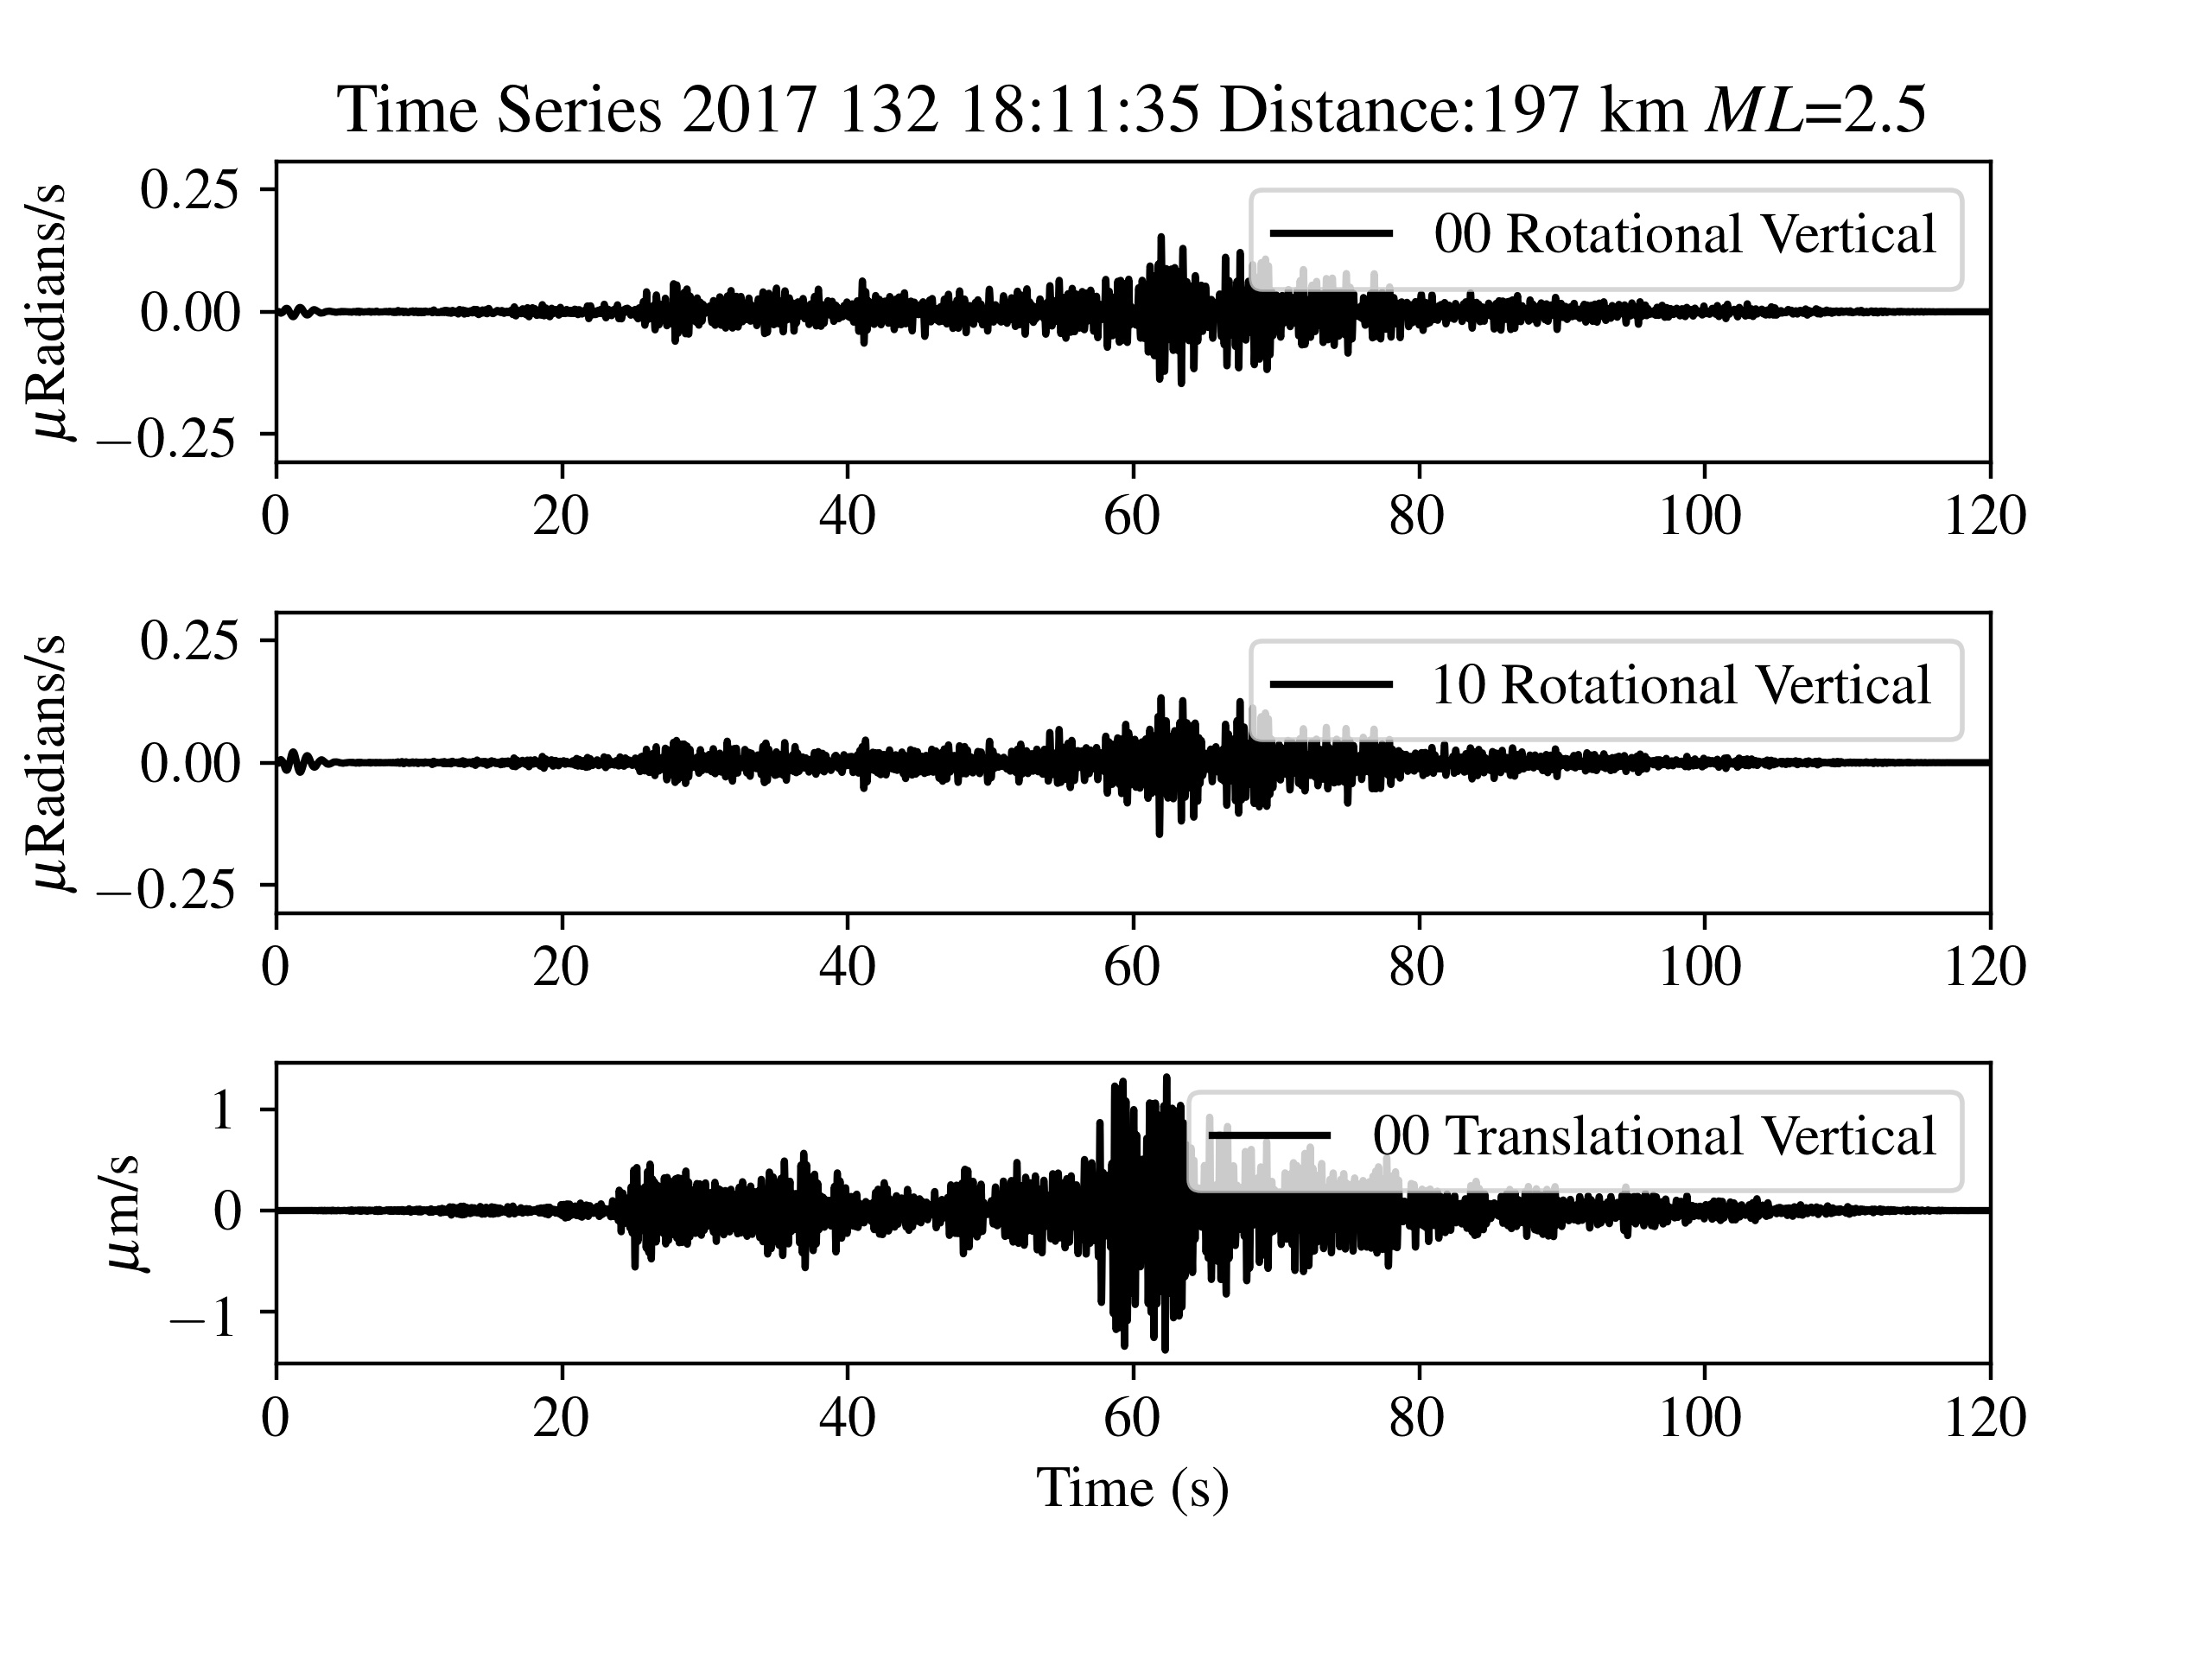 Time Series 2017 132 18:11:35 Distance:197 km ML=2.5
µRadians/s
0.25
0.00
−0.25
00 Rotational Vertical
0 20 40 60 80 100 120
µRadians/s
0.25
0.00
−0.25
10 Rotational Vertical
0 20 40 60 80 100 120
µm/s
1
0
−1
00 Translational Vertical
0 20 40 60 80 100 120
Time (s)